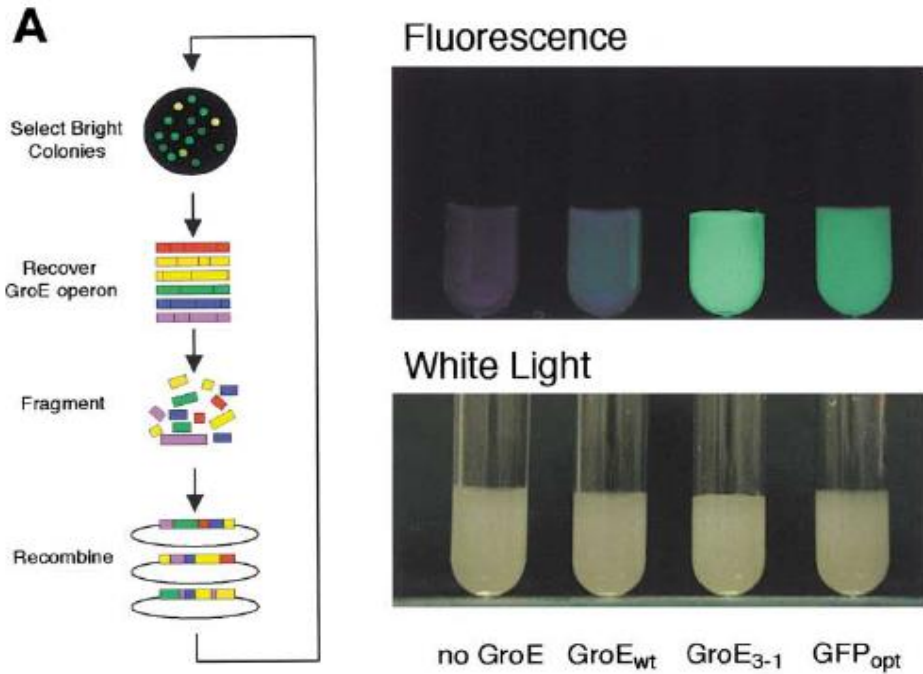 A
Select Bright
Colonies
Recover
GroE operon
Fragment
Recombine
Fluorescence
White Light
no GroE GroEwt GroE3-1 GFPopt